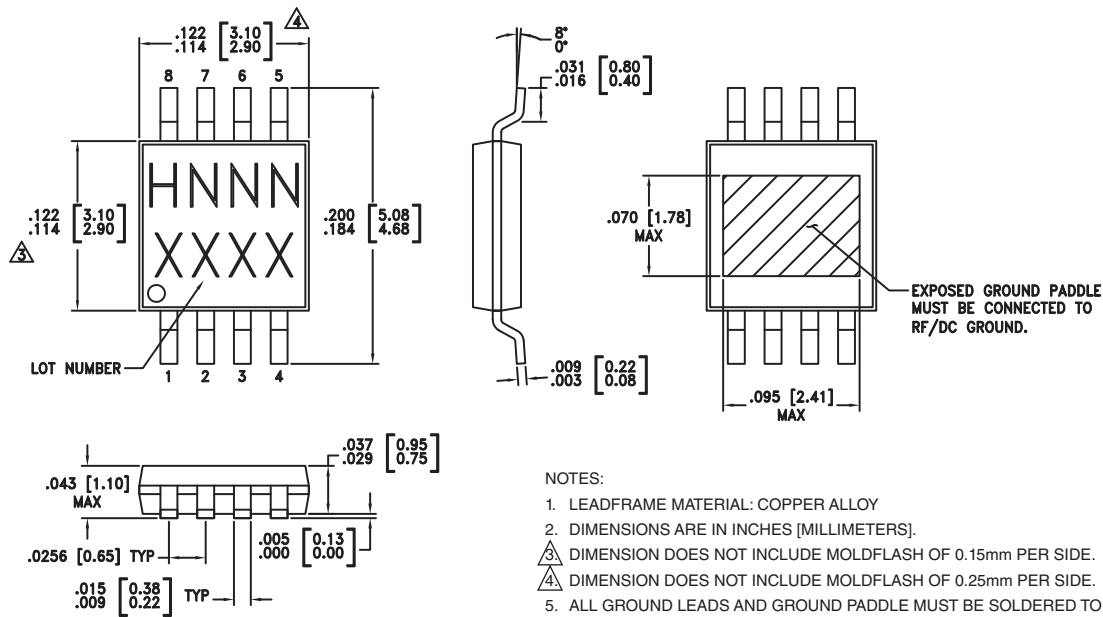 .122 [3.10]
.114 [2.90]
4
8 7 6 5
HNNN
XXXX
.122 [3.10]
.114 [2.90]
3
.200 [5.08]
.184 [4.68]
LOT NUMBER
1 2 3 4
8°
0°
.031 [0.80]
.016 [0.40]
.009 [0.22]
.003 [0.08]
.070 [1.78]
MAX
EXPOSED GROUND PADDLE
MUST BE CONNECTED TO
RF/DC GROUND.
.095 [2.41]
MAX
.037 [0.95]
.029 [0.75]
.043 [1.10]
MAX
.005 [0.13]
.000 [0.00]
.0256 [0.65] TYP
.015 [0.38]
.009 [0.22] TYP
NOTES:
1. LEADFRAME MATERIAL: COPPER ALLOY
2. DIMENSIONS ARE IN INCHES [MILLIMETERS].
3. DIMENSION DOES NOT INCLUDE MOLDFLASH OF 0.15mm PER SIDE.
4. DIMENSION DOES NOT INCLUDE MOLDFLASH OF 0.25mm PER SIDE.
5. ALL GROUND LEADS AND GROUND PADDLE MUST BE SOLDERED TO